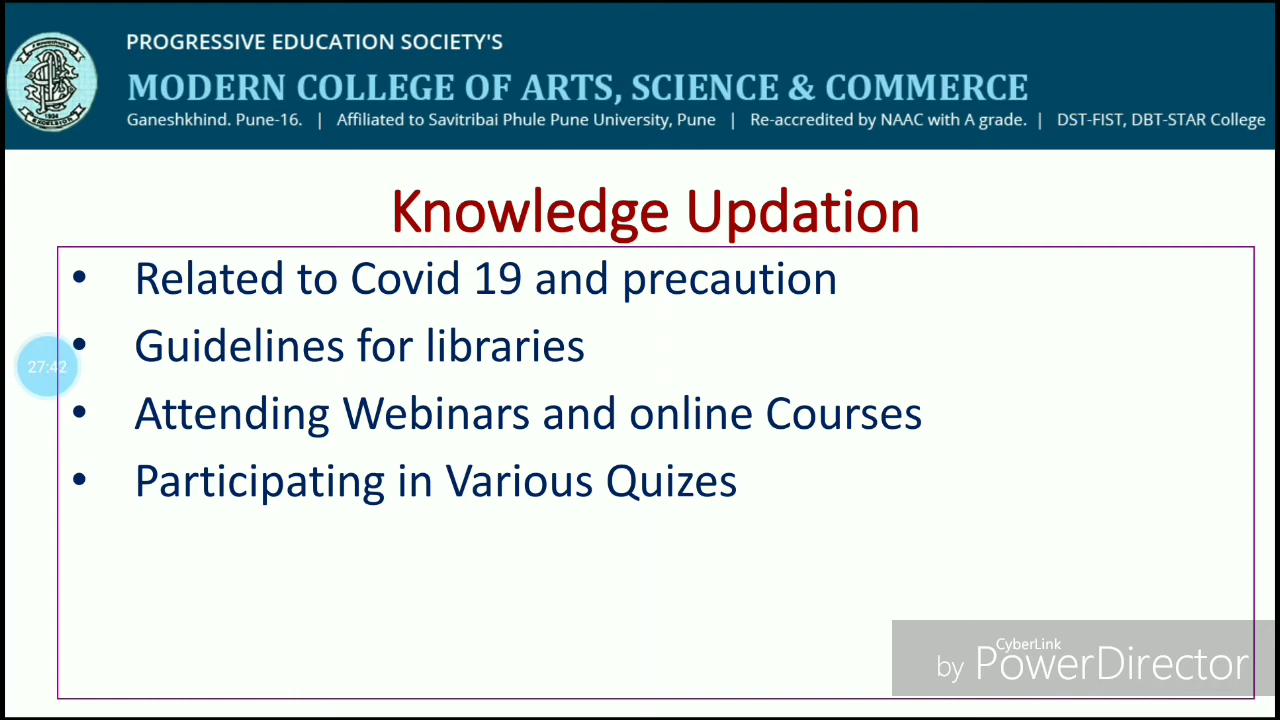 PROGRESSIVE EDUCATION SOCIETY'S
MODERN COLLEGE OF ARTS, SCIENCE & COMMERCE
Ganeshkhind. Pune-16. | Affiliated to Savitribai Phule Pune University, Pune | Re-accredited by NAAC with A grade. | DST-FIST, DBT-STAR College
Knowledge Updation
• Related to Covid 19 and precaution
• Guidelines for libraries
27:42
• Attending Webinars and online Courses
• Participating in Various Quizes
CyberLink
by PowerDirector